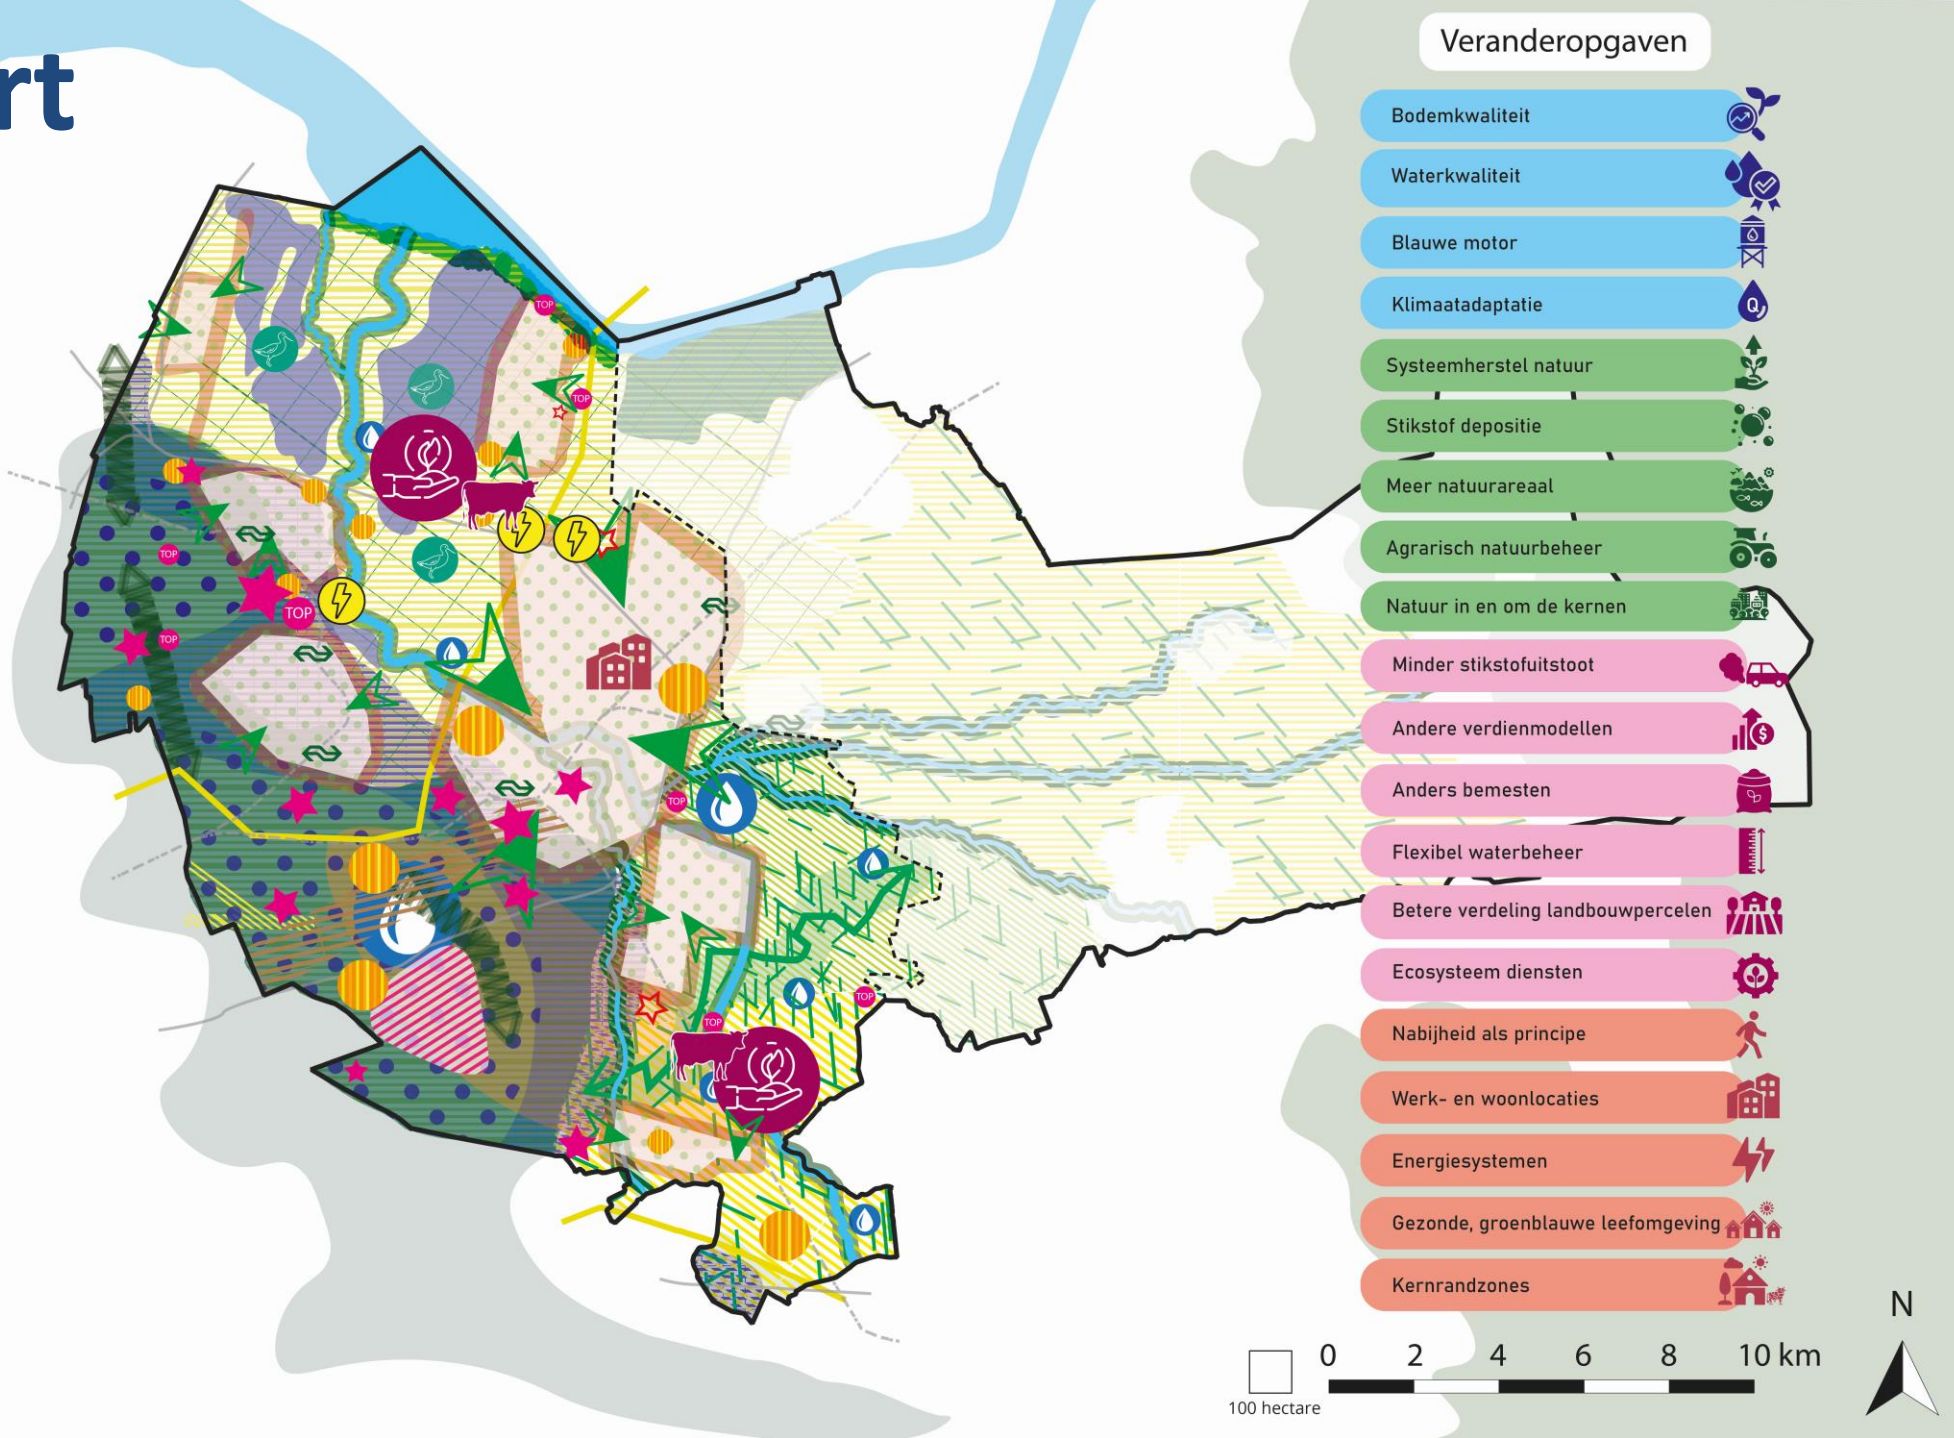 rt
Veranderopgaven
Bodemkwaliteit
Waterkwaliteit
Blauwe motor
Klimaatadaptatie
Systeemherstel natuur
Stikstof depositie
Meer natuurareaal
Agrarisch natuurbeheer
Natuur in en om de kernen
Minder stikstofuitstoot
Andere verdienmodellen
Anders bemesten
Flexibel waterbeheer
Betere verdeling landbouwpercelen
Ecosysteem diensten
Nabijheid als principe
Werk- en woonlocaties
Energiesystemen
Gezonde, groenblauwe leefomgeving
Kernrandzones
TOP
TOP
TOP
TOP
TOP
TOP
TOP
TOP
N
0 2 4 6 8 10 km
100 hectare